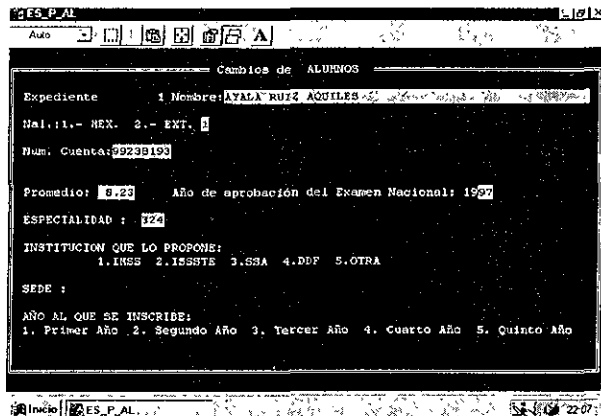 ES_P_AL
Auto
Cambios de ALUMNOS
Expediente 1 Nombre: AYALA RUIZ AQUILES
Nal.:1.- MEX. 2.- EXT. 1
Num. Cuenta:
Promedio: 8.23 Año de aprobación del Examen Nacional: 1997
ESPECIALIDAD : 324
INSTITUCION QUE LO PROPONE:
1.IMSS 2.ISSSTE 3.SSA 4.DDF 5.OTRA
SEDE :
AÑO AL QUE SE INSCRIBE:
1. Primer Año 2. Segundo Año 3. Tercer Año 4. Cuarto Año 5. Quinto Año
Inicio ES_P_AL 22:07